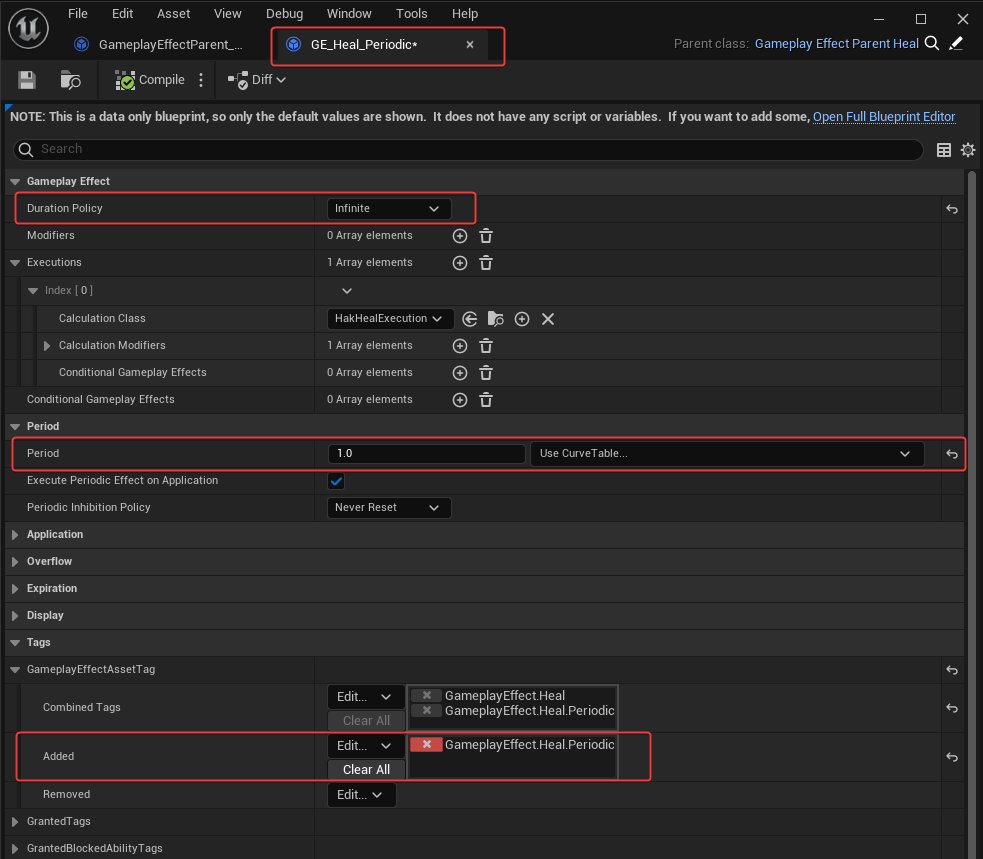 File Edit Asset View Debug Window Tools Help
GameplayEffectParent_... GE_Heal_Periodic* Parent class: Gameplay Effect Parent Heal
Compile Diff
NOTE: This is a data only blueprint, so only the default values are shown. It does not have any script or variables. If you want to add some, Open Full Blueprint Editor
Search
Gameplay Effect
Duration Policy Infinite
Modifiers 0 Array elements
Executions 1 Array elements
Index [ 0 ]
Calculation Class HakHealExecution
Calculation Modifiers 1 Array elements
Conditional Gameplay Effects 0 Array elements
Conditional Gameplay Effects 0 Array elements
Period
Period 1.0 Use CurveTable...
Execute Periodic Effect on Application
Periodic Inhibition Policy Never Reset
Application
Overflow
Expiration
Display
Tags
GameplayEffectAssetTag
Combined Tags Edit... GameplayEffect.Heal
Clear All GameplayEffect.Heal.Periodic
Added Edit... GameplayEffect.Heal.Periodic
Clear All
Removed Edit...
GrantedTags
GrantedBlockedAbilityTags